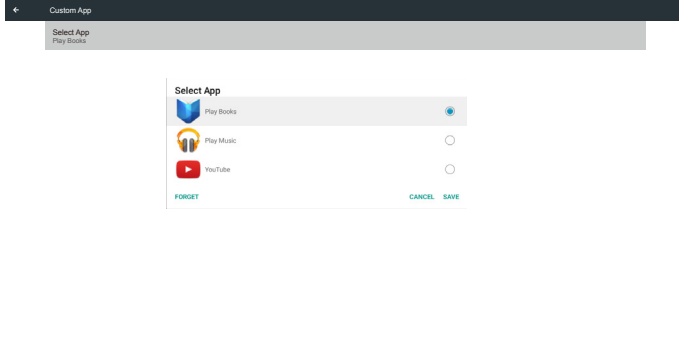 Custom App
Select App
Play Books
Select App
Play Books
Play Music
YouTube
FORGET CANCEL SAVE